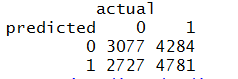 actual
predicted 0 1
0 3077 4284
1 2727 4781